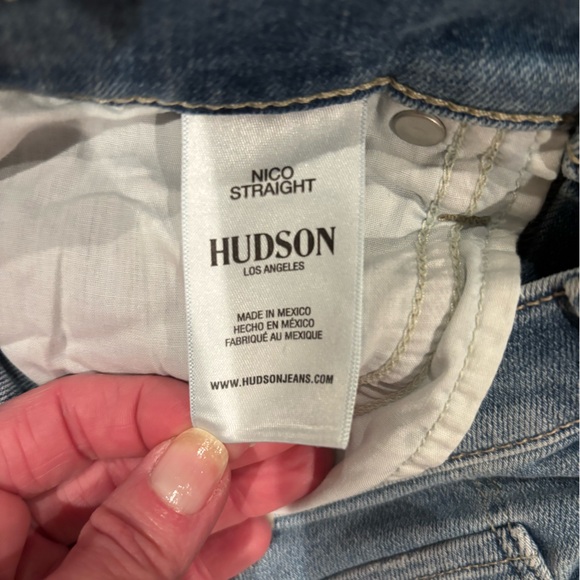 NICO
STRAIGHT
HUDSON
LOS ANGELES
MADE IN MEXICO
HECHO EN MÉXICO
FABRIQUÉ AU MEXIQUE
WWW.HUDSONJEANS.COM